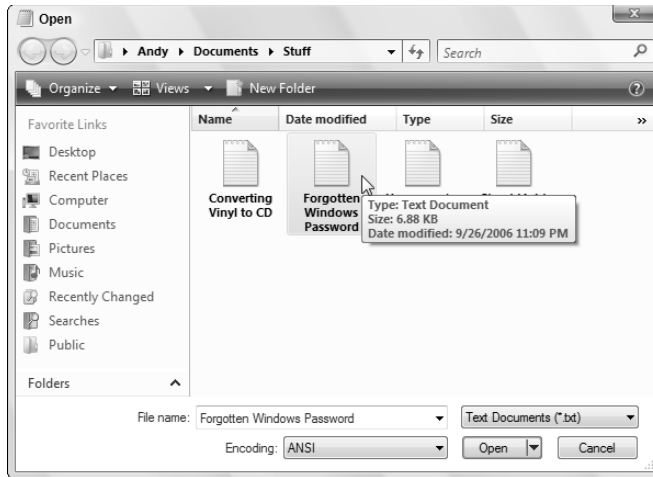 Open
Andy Documents Stuff
Search
Organize Views New Folder
Favorite Links
Name Date modified Type Size »
Desktop
Recent Places
Computer
Documents
Pictures
Music
Recently Changed
Searches
Public
Converting
Vinyl to CD
Forgotten
Windows
Password
Type: Text Document
Size: 6.88 KB
Date modified: 9/26/2006 11:09 PM
Folders
File name: Forgotten Windows Password Text Documents (*.txt)
Encoding: ANSI Open Cancel